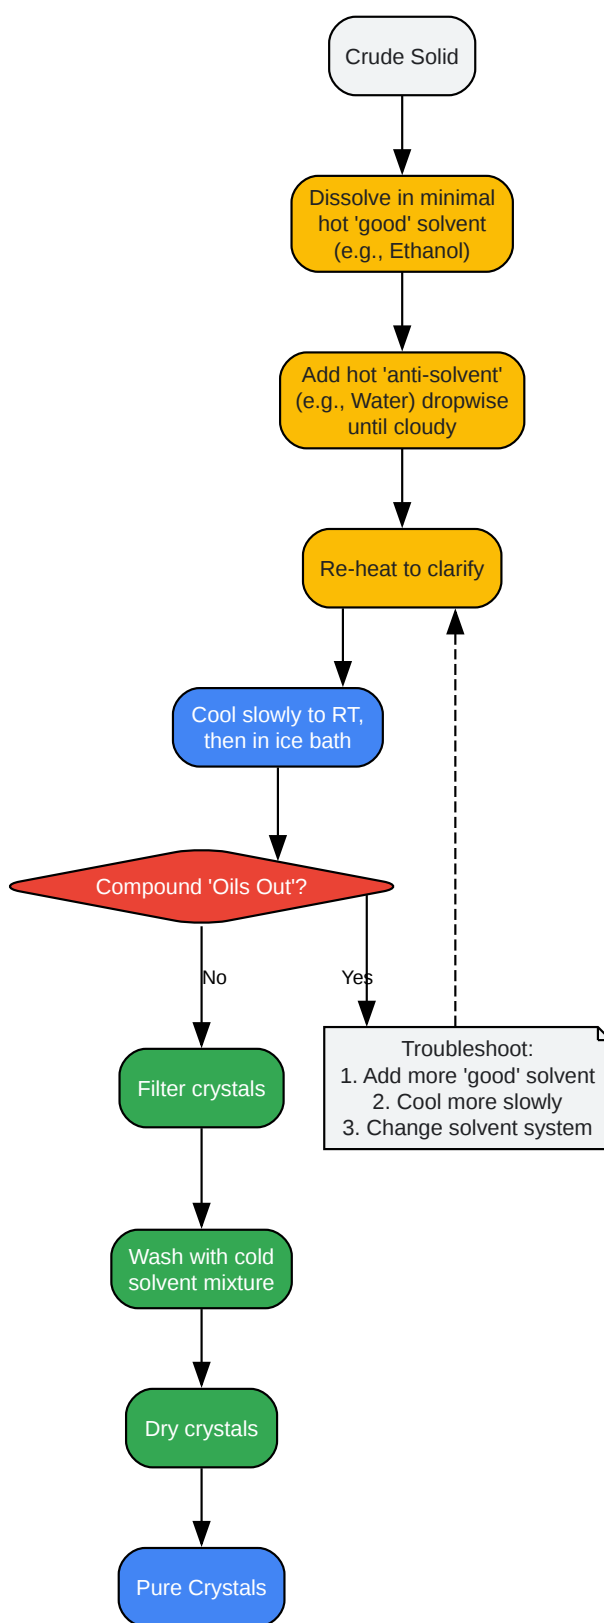 Crude Solid
Dissolve in minimal
hot 'good' solvent
(e.g., Ethanol)
Add hot 'anti-solvent'
(e.g., Water) dropwise
until cloudy
Re-heat to clarify
Cool slowly to RT,
then in ice bath
Compound 'Oils Out'?
No
Yes
Filter crystals
Troubleshoot:
1. Add more 'good' solvent
2. Cool more slowly
3. Change solvent system
Wash with cold
solvent mixture
Dry crystals
Pure Crystals